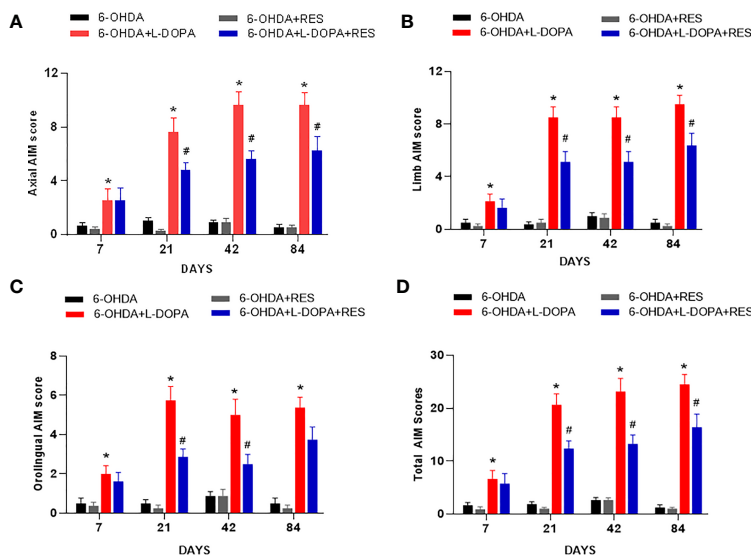 A
6-OHDA
6-OHDA+RES
6-OHDA+L-DOPA
6-OHDA+L-DOPA+RES
Axial AIM score
12
8
4
0
*
*
#
*
#
*
#
7
21
42
84
DAYS
B
6-OHDA
6-OHDA+RES
6-OHDA+L-DOPA
6-OHDA+L-DOPA+RES
Limb AIM score
12
8
4
0
*
*
#
*
#
*
#
7
21
42
84
DAYS
C
6-OHDA
6-OHDA+RES
6-OHDA+L-DOPA
6-OHDA+L-DOPA+RES
Orolingual AIM score
8
6
4
2
0
*
*
#
*
#
*
7
21
42
84
DAYS
D
6-OHDA
6-OHDA+RES
6-OHDA+L-DOPA
6-OHDA+L-DOPA+RES
Total AIM Scores
30
20
10
0
*
*
#
*
#
*
#
7
21
42
84
DAYS